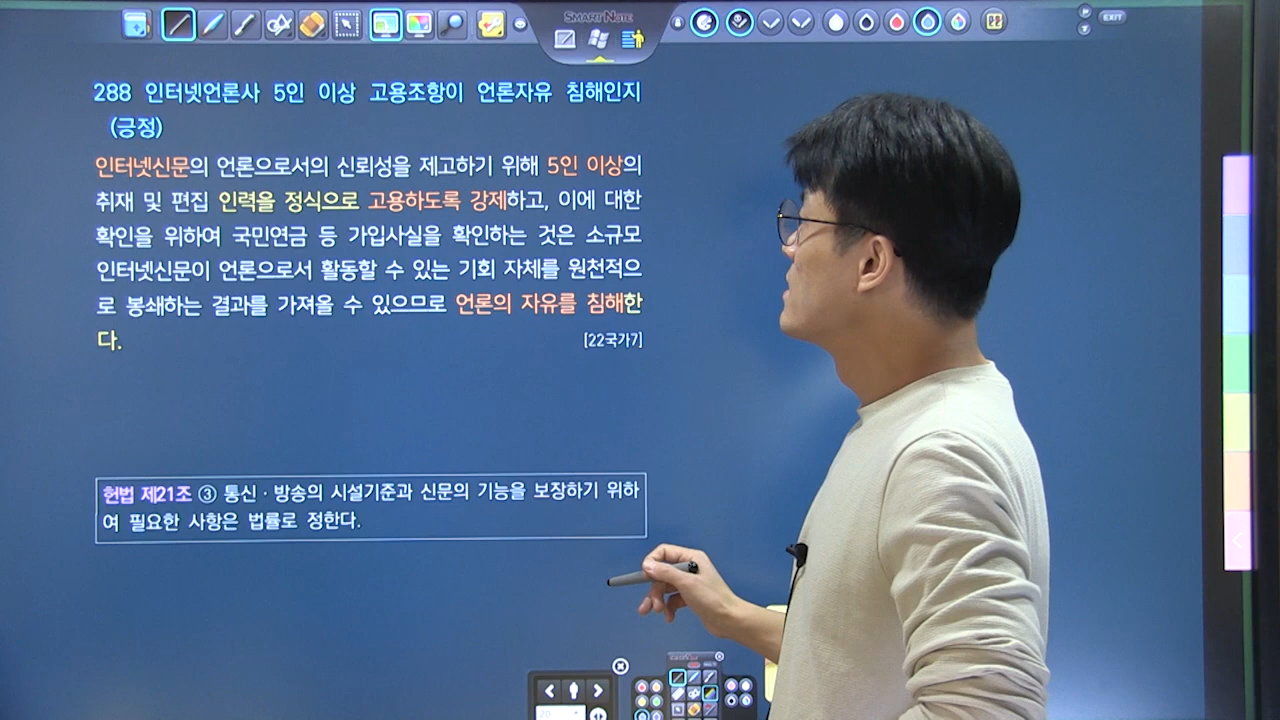 SMART NOTE
EXIT
288 인터넷언론사 5인 이상 고용조항이 언론자유 침해인지
(긍정)
인터넷신문의 언론으로서의 신뢰성을 제고하기 위해 5인 이상의
취재 및 편집 인력을 정식으로 고용하도록 강제하고, 이에 대한
확인을 위하여 국민연금 등 가입사실을 확인하는 것은 소규모
인터넷신문이 언론으로서 활동할 수 있는 기회 자체를 원천적으
로 봉쇄하는 결과를 가져올 수 있으므로 언론의 자유를 침해한
다. [22국가7]
헌법 제21조 ③ 통신·방송의 시설기준과 신문의 기능을 보장하기 위하
여 필요한 사항은 법률로 정한다.